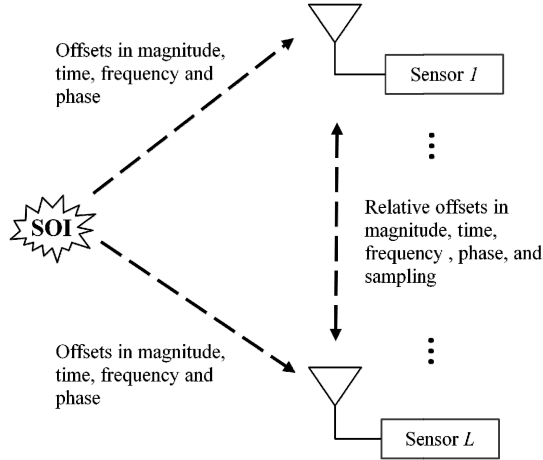 Offsets in magnitude,
time, frequency and
phase
Sensor 1
SOI
Relative offsets in
magnitude, time,
frequency , phase, and
sampling
Offsets in magnitude,
time, frequency and
phase
Sensor L